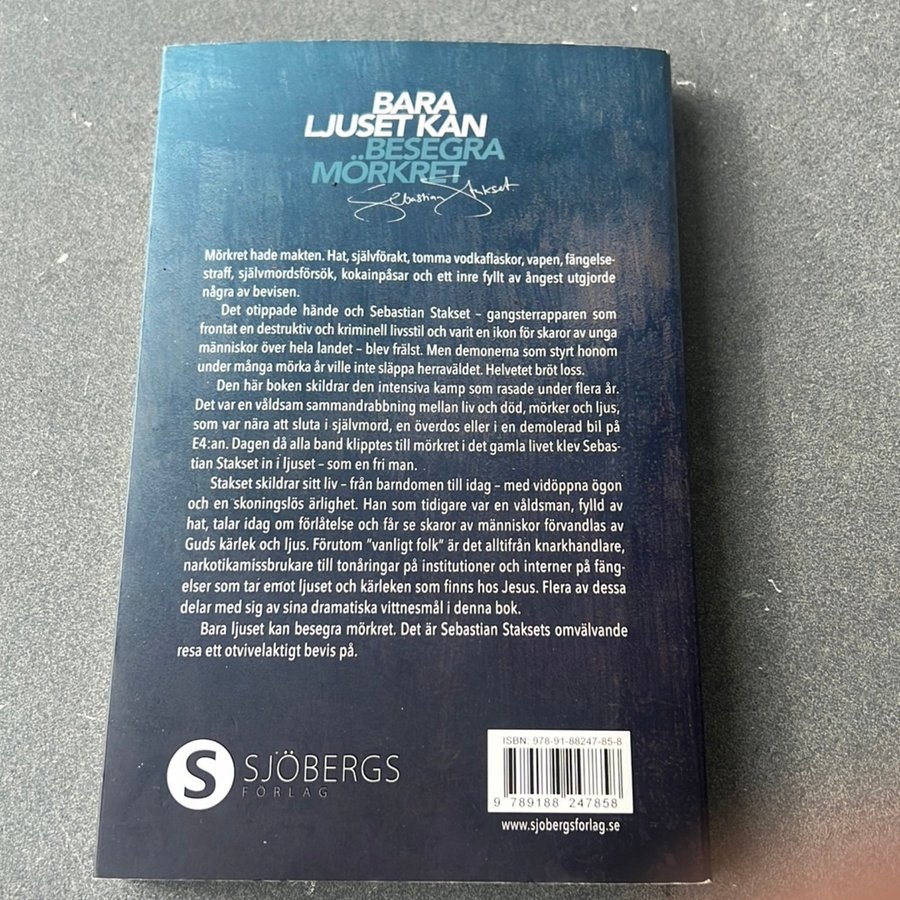 BARA
LJUSET KAN
BESEGRA
MÖRKRET
Sebastian Stakset
Mörkret hade makten. Hat, självförakt, tomma vodkaflaskor, vapen, fängelse-
straff, självmordsförsök, kokainpåsar och ett inre fyllt av ångest utgjorde
några av bevisen.
Det otippade hände och Sebastian Stakset – gangsterrapparen som
frontat en destruktiv och kriminell livsstil och varit en ikon för skaror av unga
människor över hela landet – blev frälst. Men demonerna som styrt honom
under många mörka år ville inte släppa herraväldet. Helvetet bröt loss.
Den här boken skildrar den intensiva kamp som rasade under flera år.
Det var en våldsam sammandrabbning mellan liv och död, mörker och ljus,
som var nära att sluta i självmord, en överdos eller i en demolerad bil på
E4:an. Dagen då alla band klipptes till mörkret i det gamla livet klev Sebas-
tian Stakset in i ljuset – som en fri man.
Stakset skildrar sitt liv – från barndomen till idag – med vidöppna ögon
och en skoningslös ärlighet. Han som tidigare var en våldsman, fylld av
hat, talar idag om förlåtelse och får se skaror av människor förvandlas av
Guds kärlek och ljus. Förutom ”vanligt folk” är det alltifrån knarkhandlare,
narkotikamissbrukare till tonåringar på institutioner och interner på fäng-
elser som tar emot ljuset och kärleken som finns hos Jesus. Flera av dessa
delar med sig av sina dramatiska vittnesmål i denna bok.
Bara ljuset kan besegra mörkret. Det är Sebastian Staksets omvälvande
resa ett otvivelaktigt bevis på.
S SJÖBERGS
FÖRLAG
ISBN: 978-91-88247-85-8
9 789188 247858
www.sjobergsforlag.se